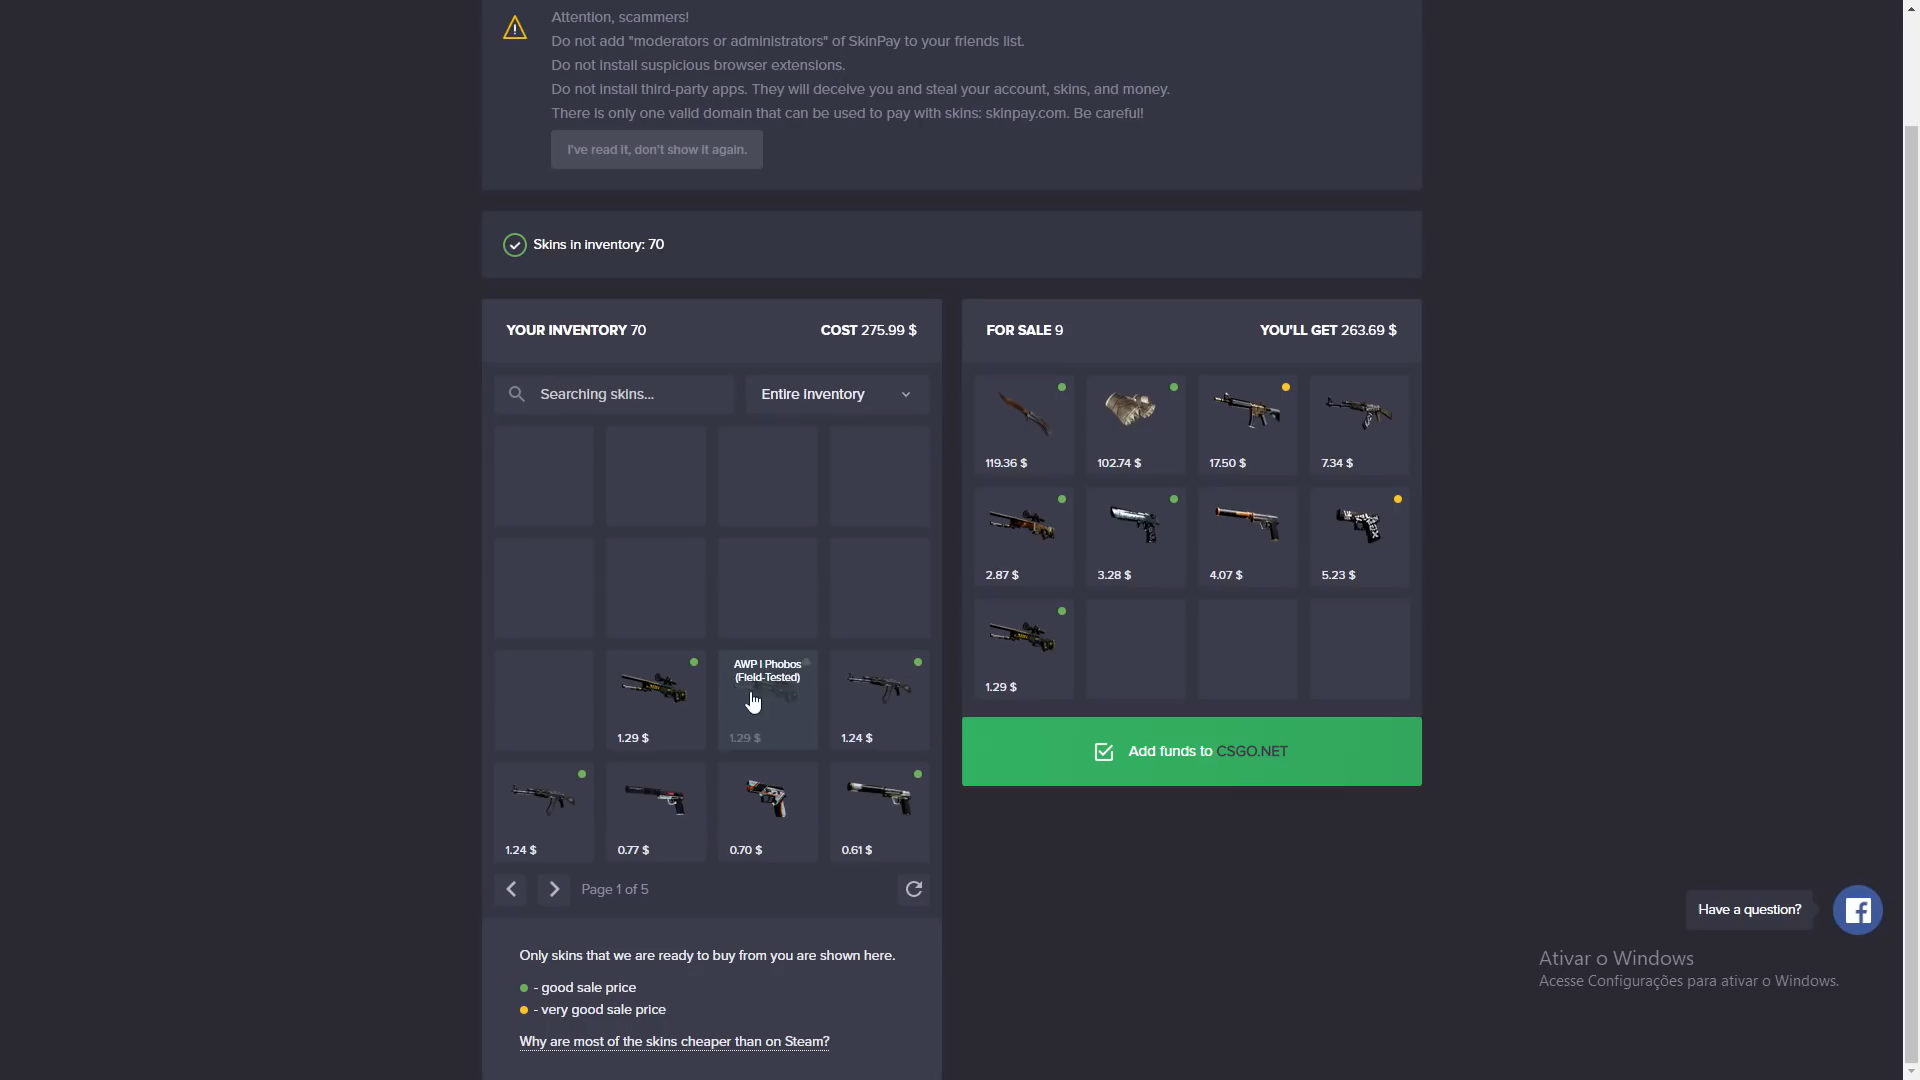 Attention, scammers!
Do not add "moderators or administrators" of SkinPay to your friends list.
Do not install suspicious browser extensions.
Do not install third-party apps. They will deceive you and steal your account, skins, and money.
There is only one valid domain that can be used to pay with skins: skinpay.com. Be careful!
I've read it, don't show it again.
Skins in inventory: 70
YOUR INVENTORY 70
COST 275.99 $
Searching skins...
Entire Inventory
AWP | Phobos
(Field-Tested)
1.29 $
1.29 $
1.24 $
1.24 $
0.77 $
0.70 $
0.61 $
Page 1 of 5
Only skins that we are ready to buy from you are shown here.
- good sale price
- very good sale price
Why are most of the skins cheaper than on Steam?
FOR SALE 9
YOU'LL GET 263.69 $
119.36 $
102.74 $
17.50 $
7.34 $
2.87 $
3.28 $
4.07 $
5.23 $
1.29 $
Add funds to CSGO.NET
Have a question?
Ativar o Windows
Acesse Configurações para ativar o Windows.